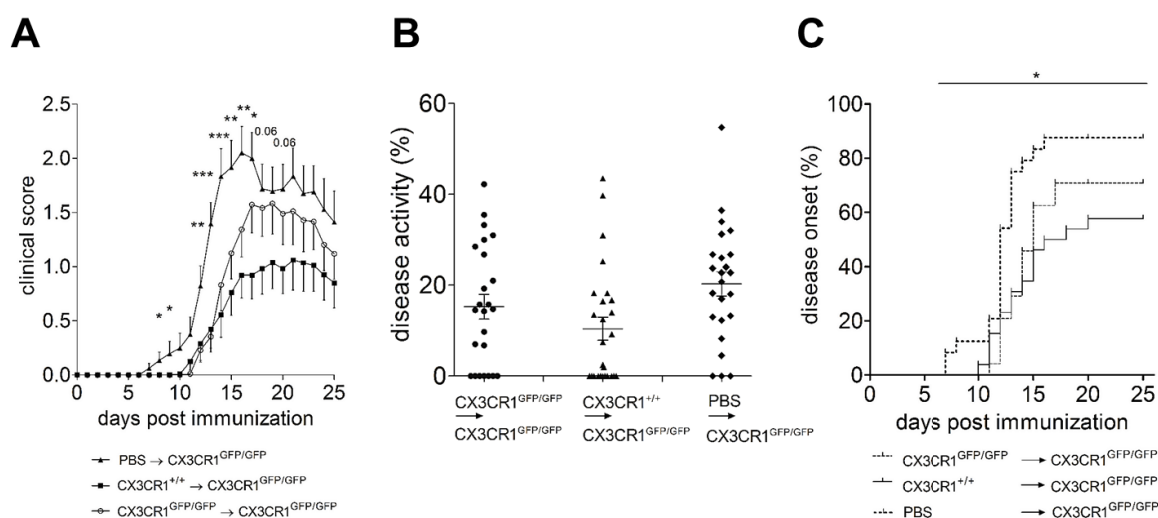 A
B
C
2.5
2.0
1.5
1.0
0.5
0.0
clinical score
* * ** *** *** ** ** * 0.06 0.06
0 5 10 15 20 25
days post immunization
PBS → CX3CR1GFP/GFP
CX3CR1+/+ → CX3CR1GFP/GFP
CX3CR1GFP/GFP → CX3CR1GFP/GFP
60
40
20
0
disease activity (%)
CX3CR1GFP/GFP CX3CR1+/+ PBS
→ → →
CX3CR1GFP/GFP CX3CR1GFP/GFP CX3CR1GFP/GFP
*
100
80
60
40
20
0
disease onset (%)
0 5 10 15 20 25
days post immunization
CX3CR1GFP/GFP → CX3CR1GFP/GFP
CX3CR1+/+ → CX3CR1GFP/GFP
PBS → CX3CR1GFP/GFP